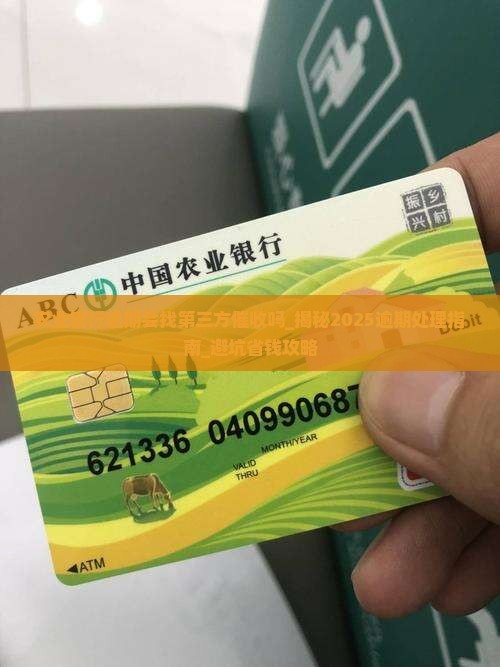 振乡
兴村
ABC 中国农业银行
找第三方催收吗_揭秘2025逾期处理指
南_避坑省钱攻略
Debit
621336 040990687
MONTH/YEAR
VALID
THRU
ATM